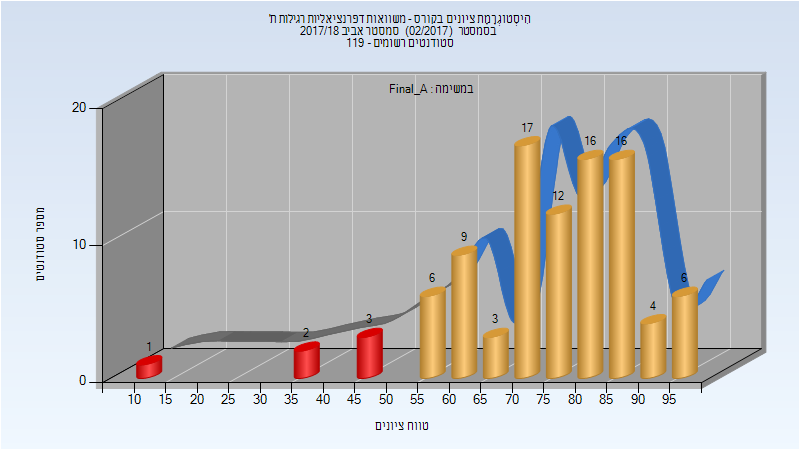 הִיסְטוֹגְרָמַת ציונים בקורס - משוואות דפרנציאליות רגילות ת'
בסמסטר (02/2017) סמסטר אביב 2017/18
סטודנטים רשומים - 119
במשימה : Final_A
מספר סטודנטים
20
10
0
1
2
3
6
9
3
17
12
16
16
4
6
10 15 20 25 30 35 40 45 50 55 60 65 70 75 80 85 90 95
טווח ציונים